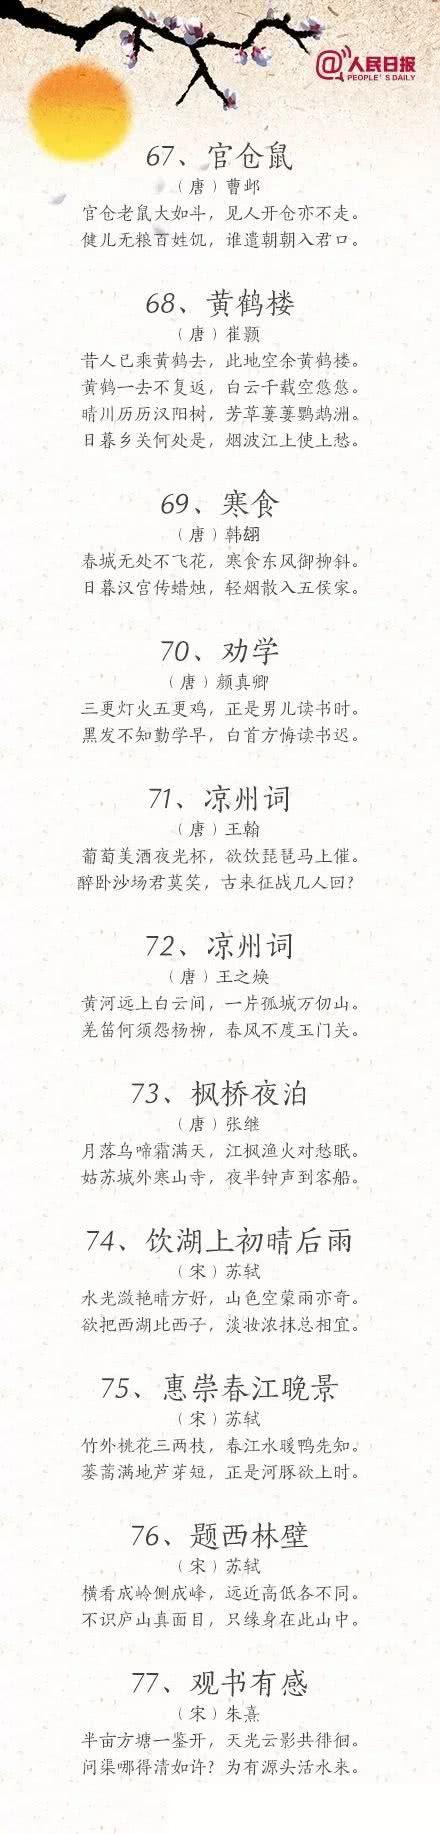 @人民日报
PEOPLE'S DAILY
67、官仓鼠
（唐）曹邺
官仓老鼠大如斗，见人开仓亦不走。
健儿无粮百姓饥，谁遣朝朝入君口。
68、黄鹤楼
（唐）崔颢
昔人已乘黄鹤去，此地空余黄鹤楼。
黄鹤一去不复返，白云千载空悠悠。
晴川历历汉阳树，芳草萋萋鹦鹉洲。
日暮乡关何处是，烟波江上使上愁。
69、寒食
（唐）韩翃
春城无处不飞花，寒食东风御柳斜。
日暮汉宫传蜡烛，轻烟散入五侯家。
70、劝学
（唐）颜真卿
三更灯火五更鸡，正是男儿读书时。
黑发不知勤学早，白首方悔读书迟。
71、凉州词
（唐）王翰
葡萄美酒夜光杯，欲饮琵琶马上催。
醉卧沙场君莫笑，古来征战几人回？
72、凉州词
（唐）王之焕
黄河远上白云间，一片孤城万仞山。
羌笛何须怨杨柳，春风不度玉门关。
73、枫桥夜泊
（唐）张继
月落乌啼霜满天，江枫渔火对愁眠。
姑苏城外寒山寺，夜半钟声到客船。
74、饮湖上初晴后雨
（宋）苏轼
水光潋艳晴方好，山色空蒙雨亦奇。
欲把西湖比西子，淡妆浓抹总相宜。
75、惠崇春江晚景
（宋）苏轼
竹外桃花三两枝，春江水暖鸭先知。
蒌蒿满地芦芽短，正是河豚欲上时。
76、题西林壁
（宋）苏轼
横看成岭侧成峰，远近高低各不同。
不识庐山真面目，只缘身在此山中。
77、观书有感
（宋）朱熹
半亩方塘一鉴开，天光云影共徘徊。
问渠哪得清如许？为有源头活水来。